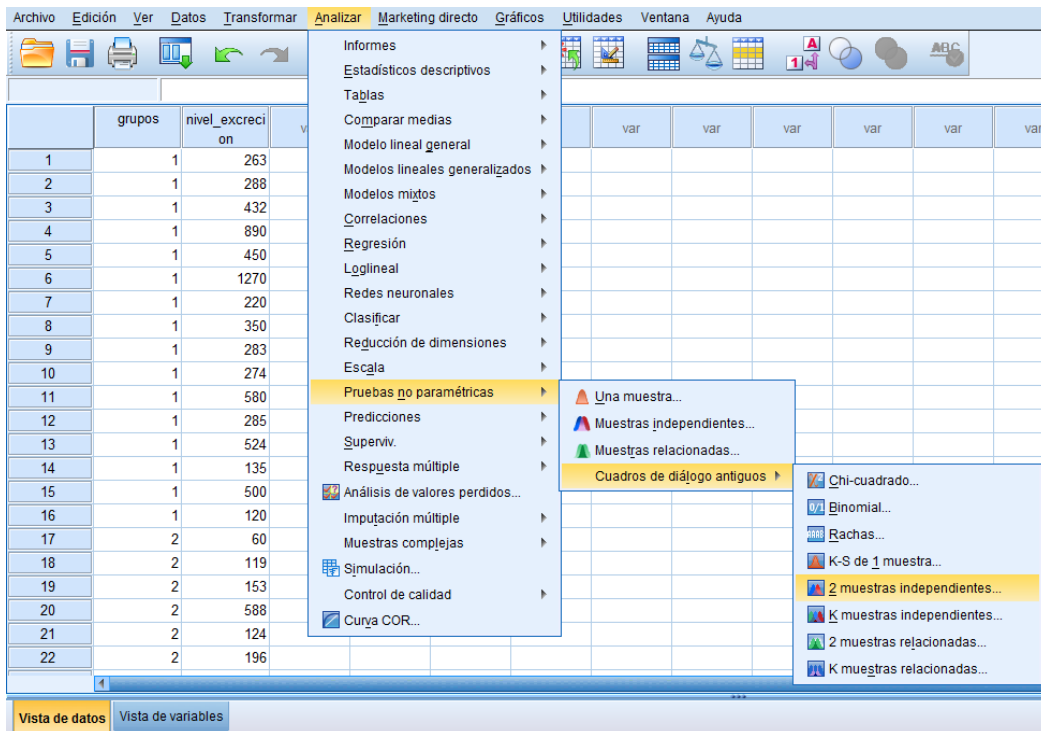 Archivo Edición Ver Datos Transformar Analizar Marketing directo Gráficos Utilidades Ventana Ayuda
A
1
ABC
grupos nivel_excreci
on
var var var var var var
1 1 263
2 1 288
3 1 432
4 1 890
5 1 450
6 1 1270
7 1 220
8 1 350
9 1 283
10 1 274
11 1 580
12 1 285
13 1 524
14 1 135
15 1 500
16 1 120
17 2 60
18 2 119
19 2 153
20 2 588
21 2 124
22 2 196
Informes
Estadísticos descriptivos
Tablas
Comparar medias
Modelo lineal general
Modelos lineales generalizados
Modelos mixtos
Correlaciones
Regresión
Loglineal
Redes neuronales
Clasificar
Reducción de dimensiones
Escala
Pruebas no paramétricas
Predicciones
Superviv.
Respuesta múltiple
Análisis de valores perdidos...
Imputación múltiple
Muestras complejas
Simulación...
Control de calidad
Curva COR...
Una muestra...
Muestras independientes...
Muestras relacionadas...
Cuadros de diálogo antiguos
Chi-cuadrado...
0/1 Binomial...
AAAB Rachas...
K-S de 1 muestra...
2 muestras independientes...
K muestras independientes...
2 muestras relacionadas...
K muestras relacionadas...
Vista de datos Vista de variables